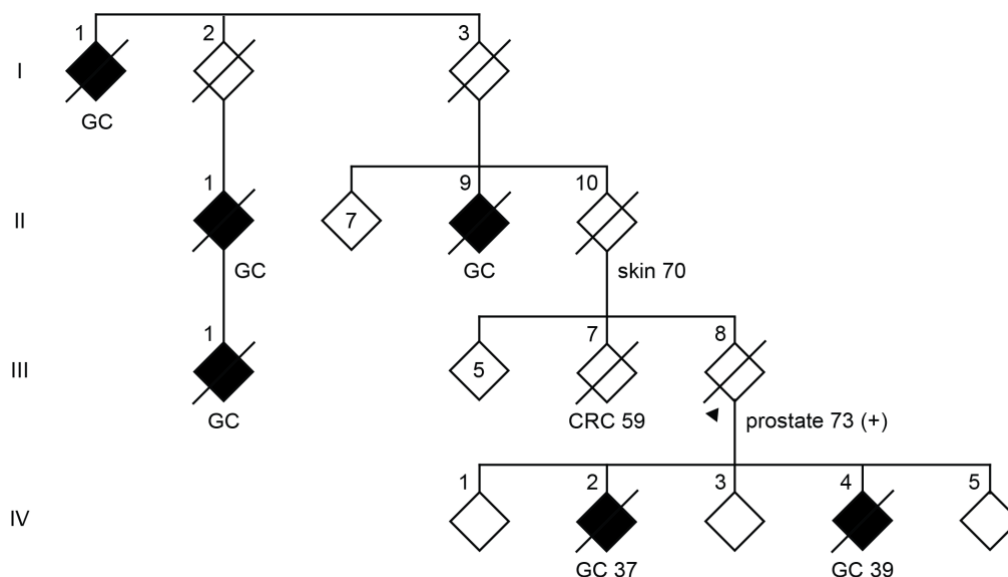 1 2 3
I
GC
1 9 10
II 7
GC GC skin 70
1 7 8
III 5
GC CRC 59 prostate 73 (+)
1 2 3 4 5
IV
GC 37 GC 39